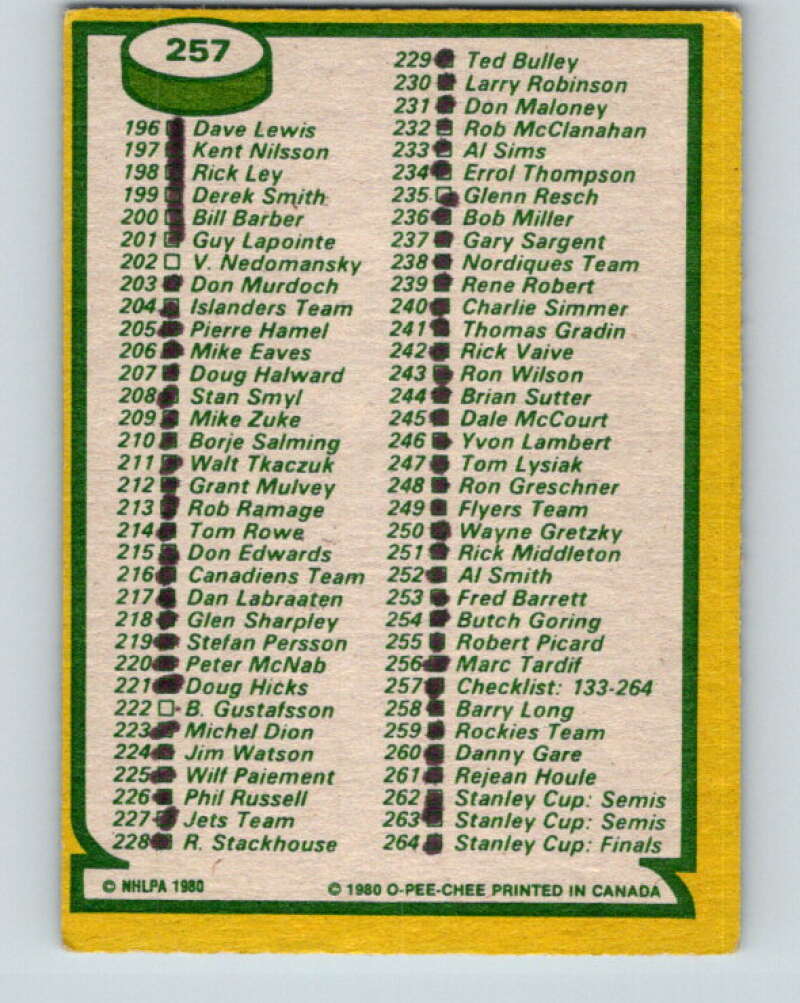 257
196 Dave Lewis
197 Kent Nilsson
198 Rick Ley
199 Derek Smith
200 Bill Barber
201 Guy Lapointe
202 V. Nedomansky
203 Don Murdoch
204 Islanders Team
205 Pierre Hamel
206 Mike Eaves
207 Doug Halward
208 Stan Smyl
209 Mike Zuke
210 Borje Salming
211 Walt Tkaczuk
212 Grant Mulvey
213 Rob Ramage
214 Tom Rowe
215 Don Edwards
216 Canadiens Team
217 Dan Labraaten
218 Glen Sharpley
219 Stefan Persson
220 Peter McNab
221 Doug Hicks
222 B. Gustafsson
223 Michel Dion
224 Jim Watson
225 Wilf Paiement
226 Phil Russell
227 Jets Team
228 R. Stackhouse
229 Ted Bulley
230 Larry Robinson
231 Don Maloney
232 Rob McClanahan
233 Al Sims
234 Errol Thompson
235 Glenn Resch
236 Bob Miller
237 Gary Sargent
238 Nordiques Team
239 Rene Robert
240 Charlie Simmer
241 Thomas Gradin
242 Rick Vaive
243 Ron Wilson
244 Brian Sutter
245 Dale McCourt
246 Yvon Lambert
247 Tom Lysiak
248 Ron Greschner
249 Flyers Team
250 Wayne Gretzky
251 Rick Middleton
252 Al Smith
253 Fred Barrett
254 Butch Goring
255 Robert Picard
256 Marc Tardif
257 Checklist: 133-264
258 Barry Long
259 Rockies Team
260 Danny Gare
261 Rejean Houle
262 Stanley Cup: Semis
263 Stanley Cup: Semis
264 Stanley Cup: Finals
© NHLPA 1980
© 1980 O-PEE-CHEE PRINTED IN CANADA